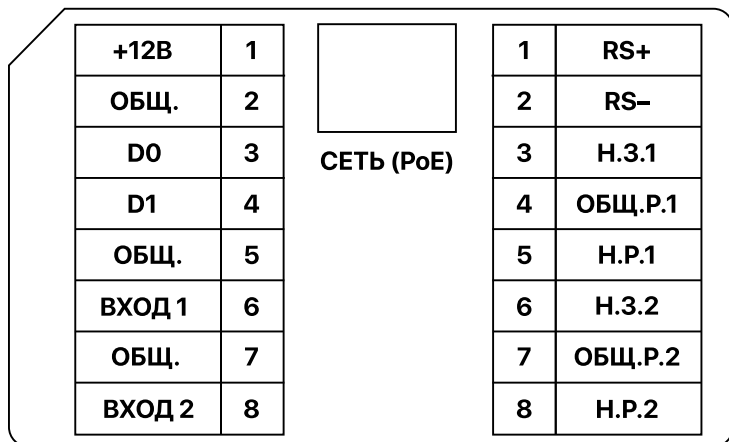 +12В 1
ОБЩ. 2
D0 3
D1 4
ОБЩ. 5
ВХОД 1 6
ОБЩ. 7
ВХОД 2 8
СЕТЬ (PoE)
1 RS+
2 RS–
3 Н.З.1
4 ОБЩ.Р.1
5 Н.Р.1
6 Н.З.2
7 ОБЩ.Р.2
8 Н.Р.2